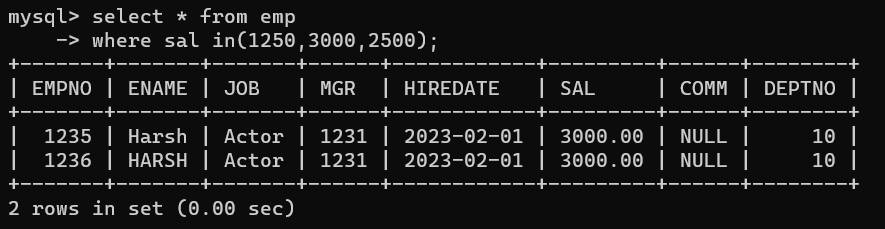 mysql> select * from emp
    -> where sal in(1250,3000,2500);
+-------+-------+-------+------+------------+---------+------+--------+
| EMPNO | ENAME | JOB   | MGR  | HIREDATE   | SAL     | COMM | DEPTNO |
+-------+-------+-------+------+------------+---------+------+--------+
|  1235 | Harsh | Actor | 1231 | 2023-02-01 | 3000.00 | NULL |     10 |
|  1236 | HARSH | Actor | 1231 | 2023-02-01 | 3000.00 | NULL |     10 |
+-------+-------+-------+------+------------+---------+------+--------+
2 rows in set (0.00 sec)